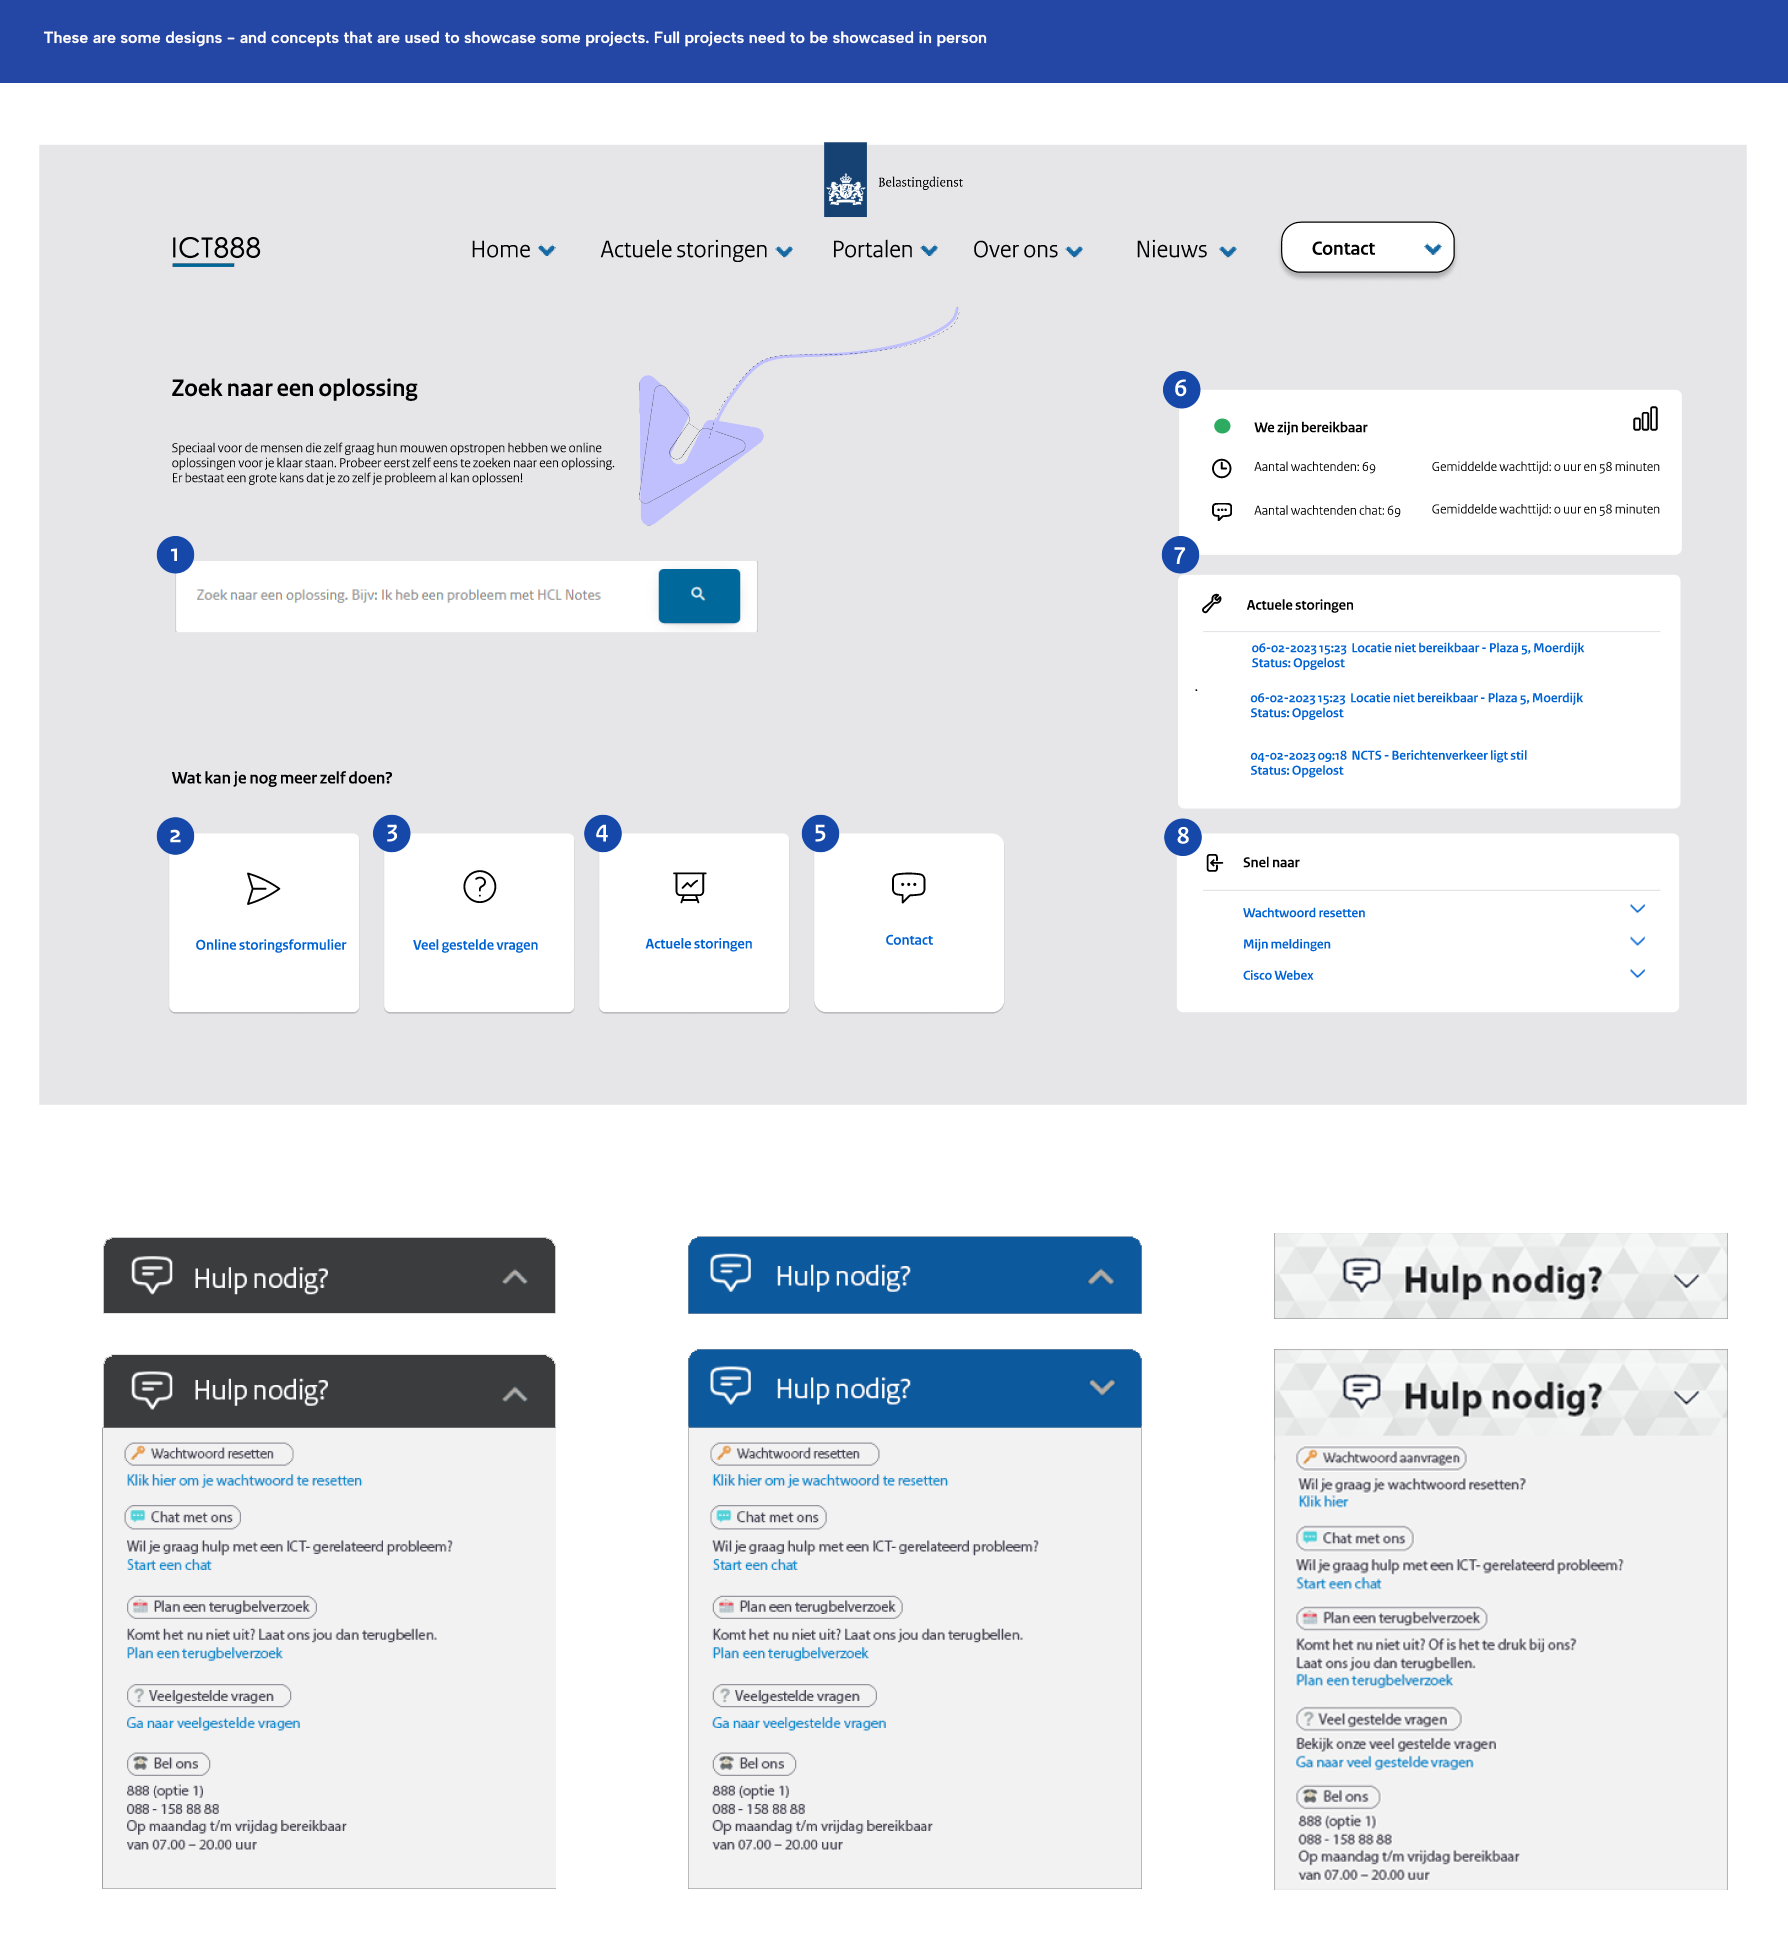 These are some designs - and concepts that are used to showcase some projects. Full projects need to be showcased in person
Belastingdienst
ICT888
Home
Actuele storingen
Portalen
Over ons
Nieuws
Contact
Zoek naar een oplossing
Speciaal voor de mensen die zelf graag hun mouwen opstropen hebben we online
oplossingen voor je klaar staan. Probeer eerst zelf eens te zoeken naar een oplossing.
Er bestaat een grote kans dat je zo zelf je probleem al kan oplossen!
1
Zoek naar een oplossing. Bijv: Ik heb een probleem met HCL Notes
Wat kan je nog meer zelf doen?
2
Online storingsformulier
3
Veel gestelde vragen
4
Actuele storingen
5
Contact
6
We zijn bereikbaar
Aantal wachtenden: 69
Gemiddelde wachttijd: 0 uur en 58 minuten
Aantal wachtenden chat: 69
Gemiddelde wachttijd: 0 uur en 58 minuten
7
Actuele storingen
06-02-2023 15:23 Locatie niet bereikbaar - Plaza 5, Moerdijk
Status: Opgelost
06-02-2023 15:23 Locatie niet bereikbaar - Plaza 5, Moerdijk
Status: Opgelost
04-02-2023 09:18 NCTS - Berichtenverkeer ligt stil
Status: Opgelost
8
Snel naar
Wachtwoord resetten
Mijn meldingen
Cisco Webex
Hulp nodig?
Hulp nodig?
Wachtwoord resetten
Klik hier om je wachtwoord te resetten
Chat met ons
Wil je graag hulp met een ICT- gerelateerd probleem?
Start een chat
Plan een terugbelverzoek
Komt het nu niet uit? Laat ons jou dan terugbellen.
Plan een terugbelverzoek
? Veelgestelde vragen
Ga naar veelgestelde vragen
Bel ons
888 (optie 1)
088 - 158 88 88
Op maandag t/m vrijdag bereikbaar
van 07.00 – 20.00 uur
Hulp nodig?
Hulp nodig?
Wachtwoord resetten
Klik hier om je wachtwoord te resetten
Chat met ons
Wil je graag hulp met een ICT- gerelateerd probleem?
Start een chat
Plan een terugbelverzoek
Komt het nu niet uit? Laat ons jou dan terugbellen.
Plan een terugbelverzoek
? Veelgestelde vragen
Ga naar veelgestelde vragen
Bel ons
888 (optie 1)
088 - 158 88 88
Op maandag t/m vrijdag bereikbaar
van 07.00 – 20.00 uur
Hulp nodig?
Hulp nodig?
Wachtwoord aanvragen
Wil je graag je wachtwoord resetten?
Klik hier
Chat met ons
Wil je graag hulp met een ICT- gerelateerd probleem?
Start een chat
Plan een terugbelverzoek
Komt het nu niet uit? Of is het te druk bij ons?
Laat ons jou dan terugbellen.
Plan een terugbelverzoek
? Veel gestelde vragen
Bekijk onze veel gestelde vragen
Ga naar veel gestelde vragen
Bel ons
888 (optie 1)
088 - 158 88 88
Op maandag t/m vrijdag bereikbaar
van 07.00 – 20.00 uur